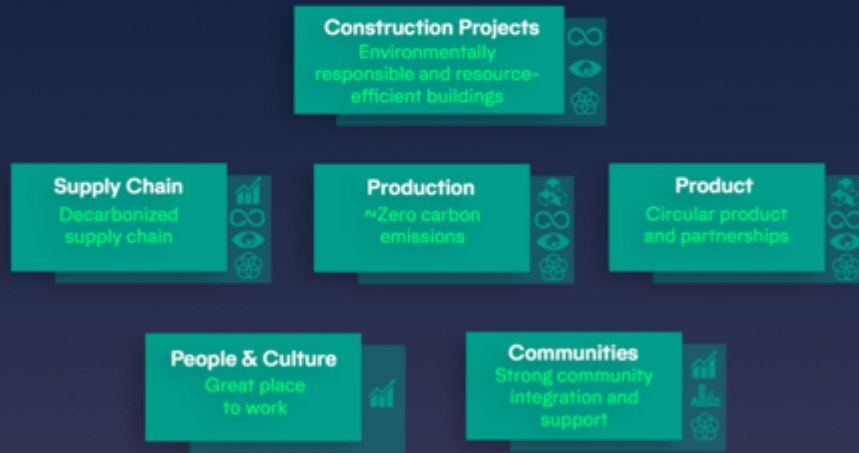 Construction Projects
Environmentally
responsible and resource-
efficient buildings
Supply Chain
Decarbonized
supply chain
Production
~Zero carbon
emissions
Product
Circular product
and partnerships
People & Culture
Great place
to work
Communities
Strong community
integration and
support